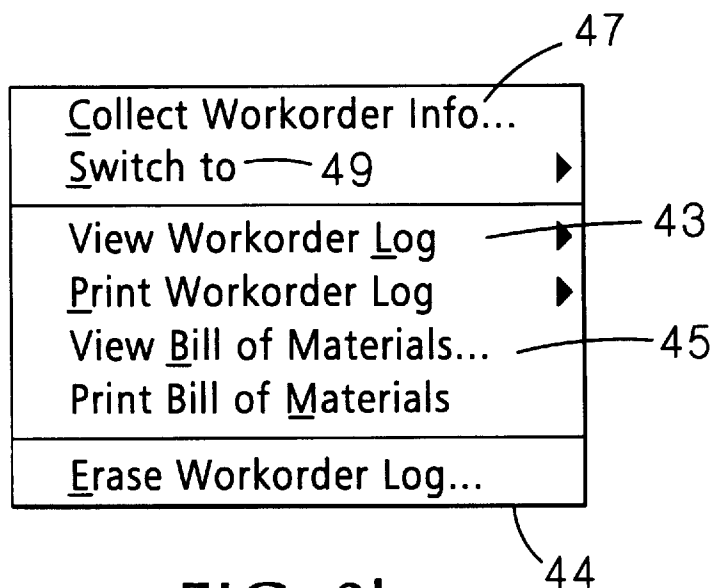 47
Collect Workorder Info...
Switch to 49
View Workorder Log 43
Print Workorder Log
View Bill of Materials... 45
Print Bill of Materials
Erase Workorder Log...
44